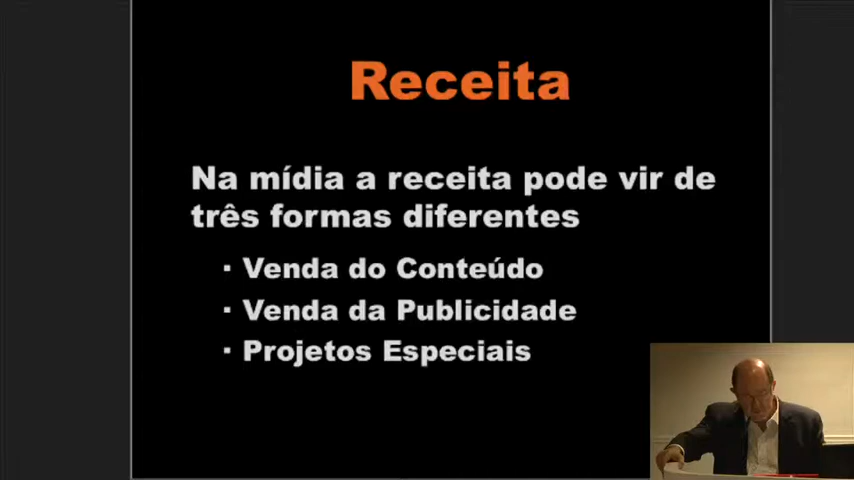 Receita
Na mídia a receita pode vir de
três formas diferentes
▪ Venda do Conteúdo
▪ Venda da Publicidade
▪ Projetos Especiais